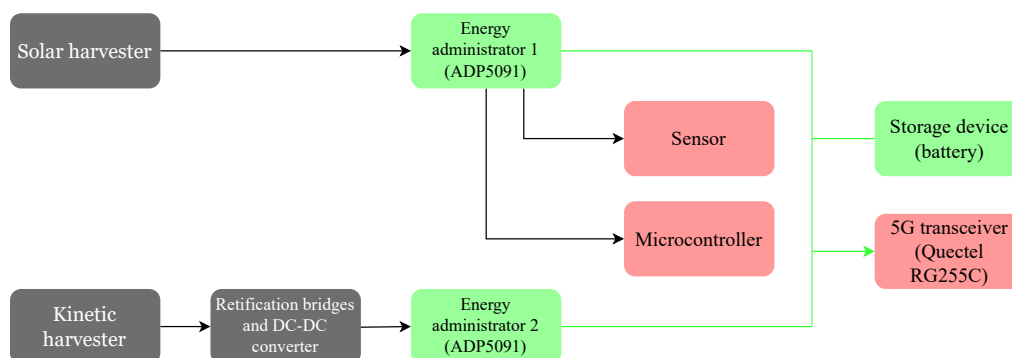 Solar harvester
Energy
administrator 1
(ADP5091)
Sensor
Storage device
(battery)
Microcontroller
5G transceiver
(Quectel
RG255C)
Kinetic
harvester
Retification bridges
and DC-DC
converter
Energy
administrator 2
(ADP5091)